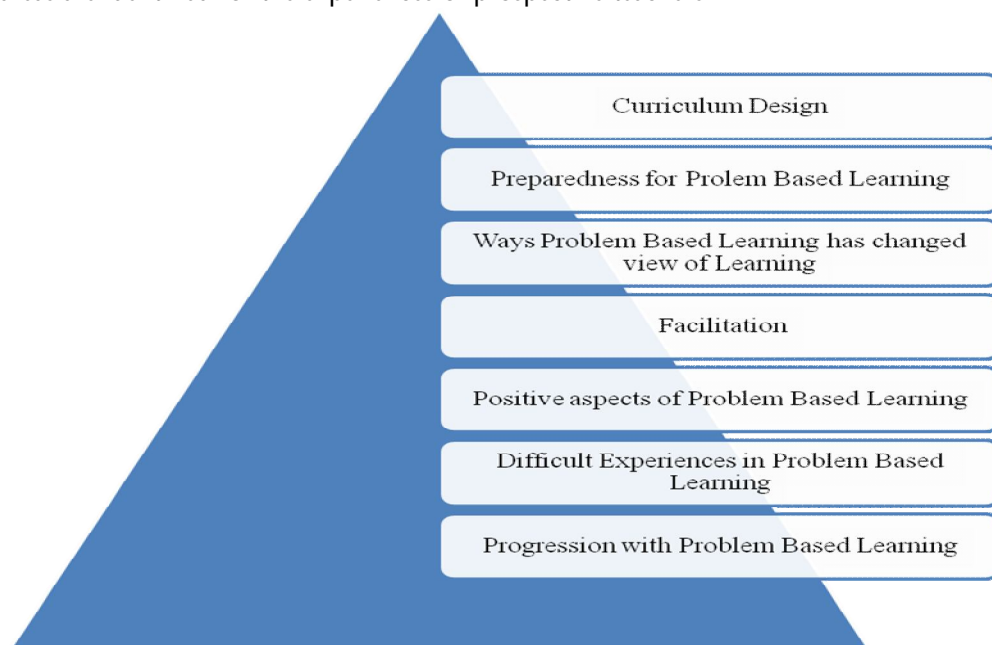 Curriculum Design
Preparedness for Prolem Based Learning
Ways Problem Based Learning has changed
view of Learning
Facilitation
Positive aspects of Problem Based Learning
Difficult Experiences in Problem Based
Learning
Progression with Problem Based Learning